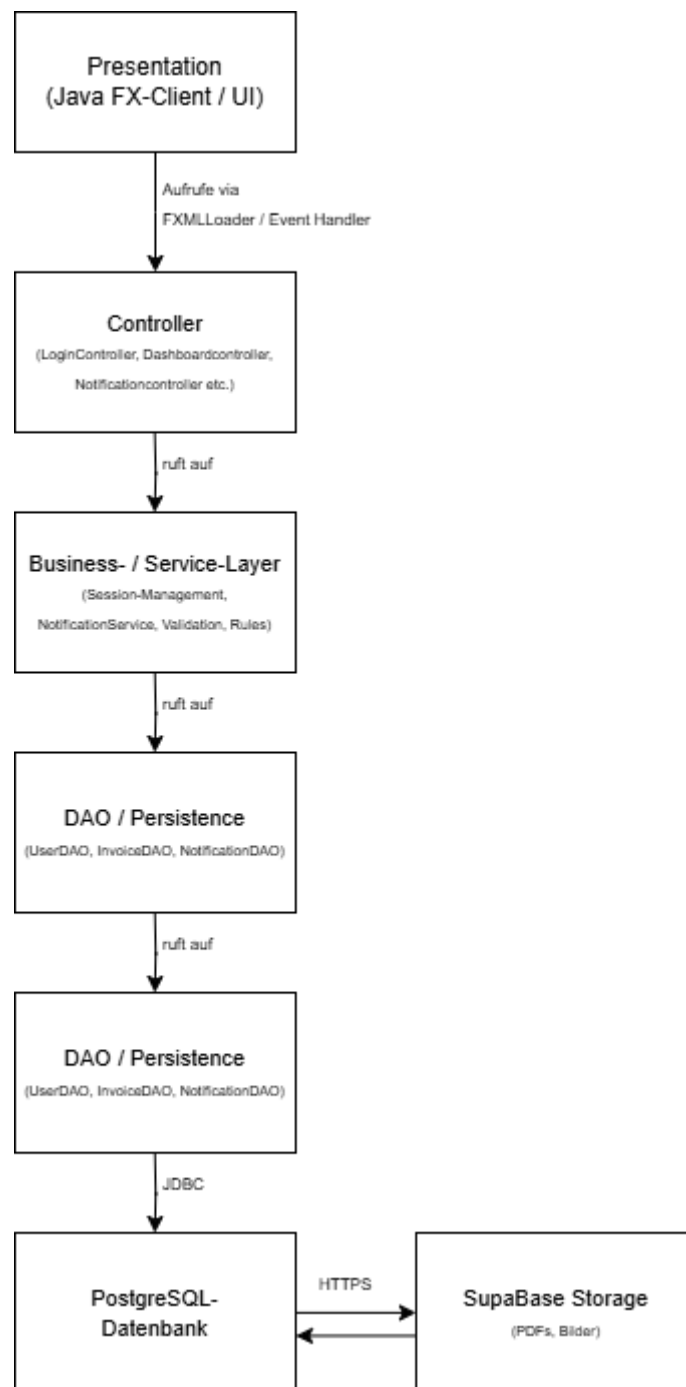 Presentation
(Java FX-Client / UI)
Aufrufe via
FXMLLoader / Event Handler
Controller
(LoginController, Dashboardcontroller,
Notificationcontroller etc.)
ruft auf
Business- / Service-Layer
(Session-Management,
NotificationService, Validation, Rules)
ruft auf
DAO / Persistence
(UserDAO, InvoiceDAO, NotificationDAO)
ruft auf
DAO / Persistence
(UserDAO, InvoiceDAO, NotificationDAO)
JDBC
PostgreSQL-
Datenbank
HTTPS
SupaBase Storage
(PDFs, Bilder)